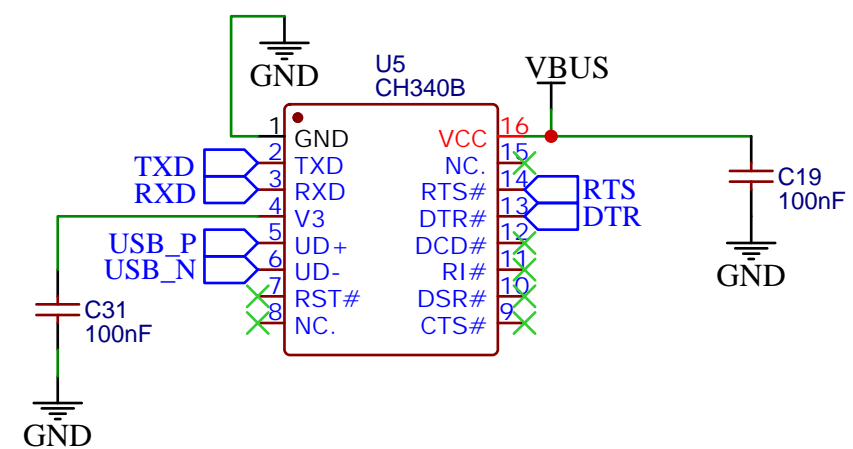 GND
U5
CH340B
VBUS
1 GND
2 TXD
3 RXD
4 V3
5 UD+
6 UD-
7 RST#
8 NC.
VCC 16
NC. 15
RTS# 14
DTR# 13
DCD# 12
RI# 11
DSR# 10
CTS# 9
TXD
RXD
USB_P
USB_N
RTS
DTR
C19
100nF
GND
C31
100nF
GND